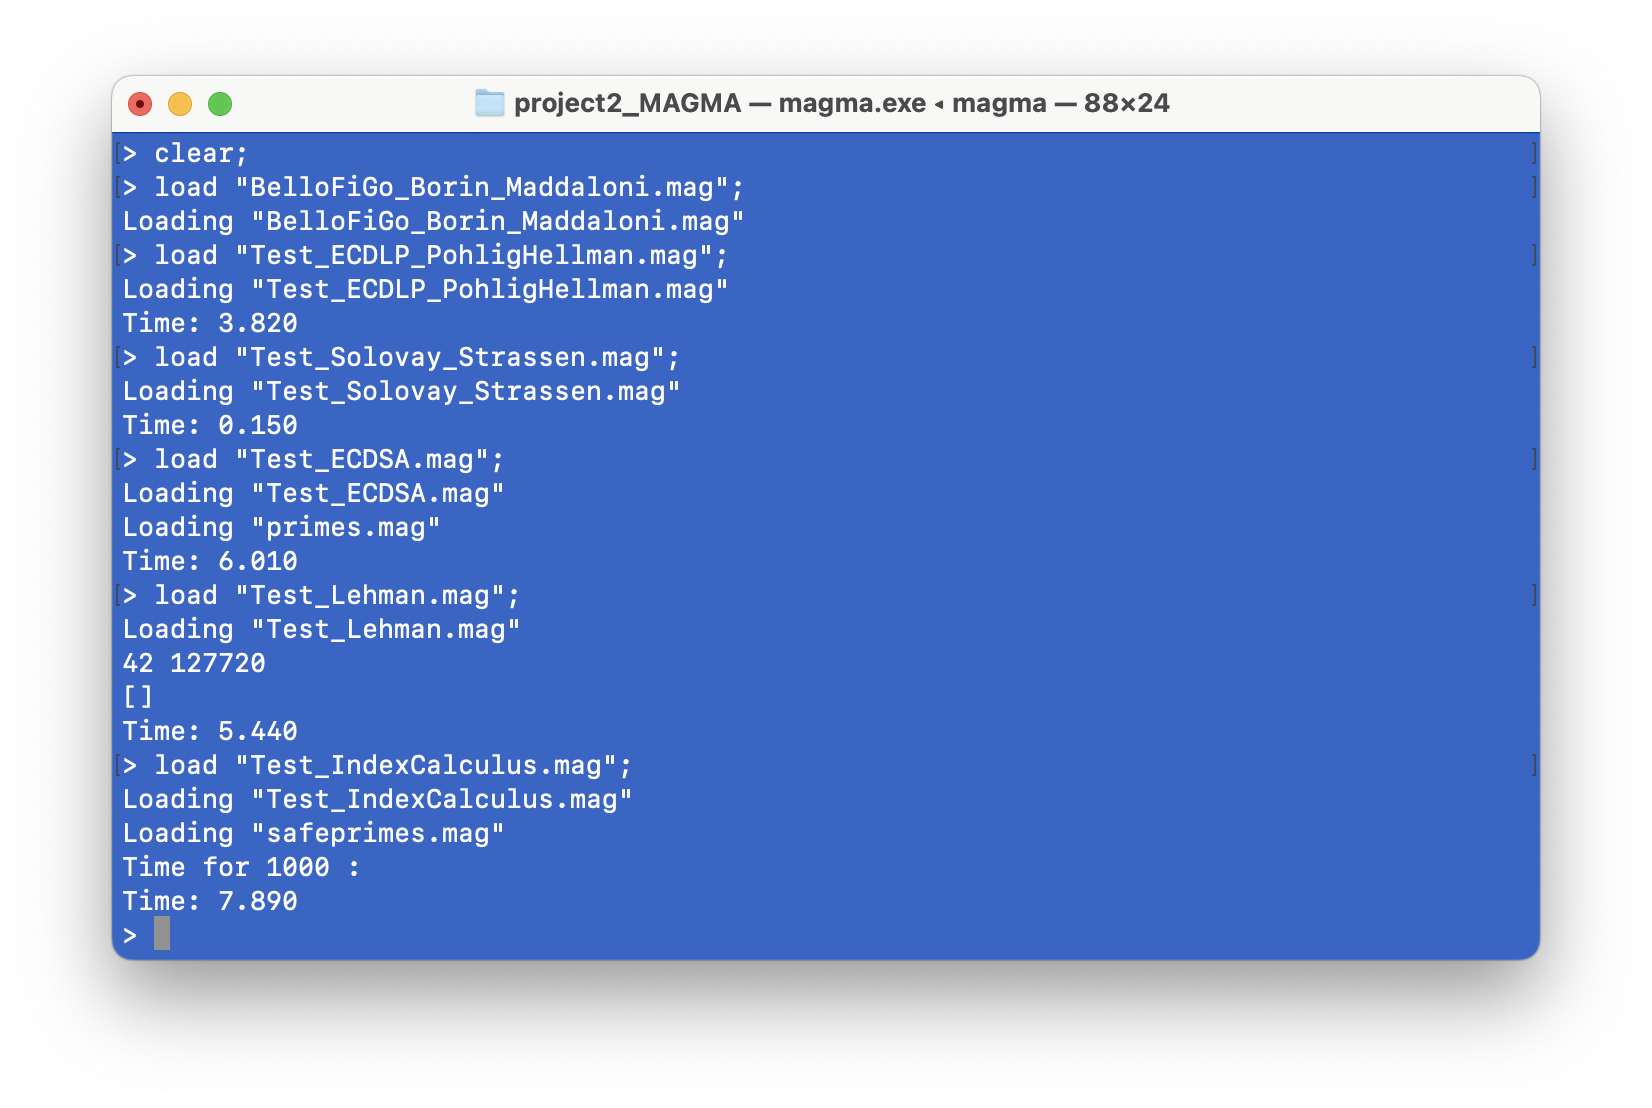 project2_MAGMA — magma.exe ◂ magma — 88×24
[> clear; ]
[> load "BelloFiGo_Borin_Maddaloni.mag"; ]
Loading "BelloFiGo_Borin_Maddaloni.mag"
[> load "Test_ECDLP_PohligHellman.mag"; ]
Loading "Test_ECDLP_PohligHellman.mag"
Time: 3.820
[> load "Test_Solovay_Strassen.mag"; ]
Loading "Test_Solovay_Strassen.mag"
Time: 0.150
[> load "Test_ECDSA.mag"; ]
Loading "Test_ECDSA.mag"
Loading "primes.mag"
Time: 6.010
[> load "Test_Lehman.mag"; ]
Loading "Test_Lehman.mag"
42 127720
[]
Time: 5.440
[> load "Test_IndexCalculus.mag"; ]
Loading "Test_IndexCalculus.mag"
Loading "safeprimes.mag"
Time for 1000 :
Time: 7.890
>